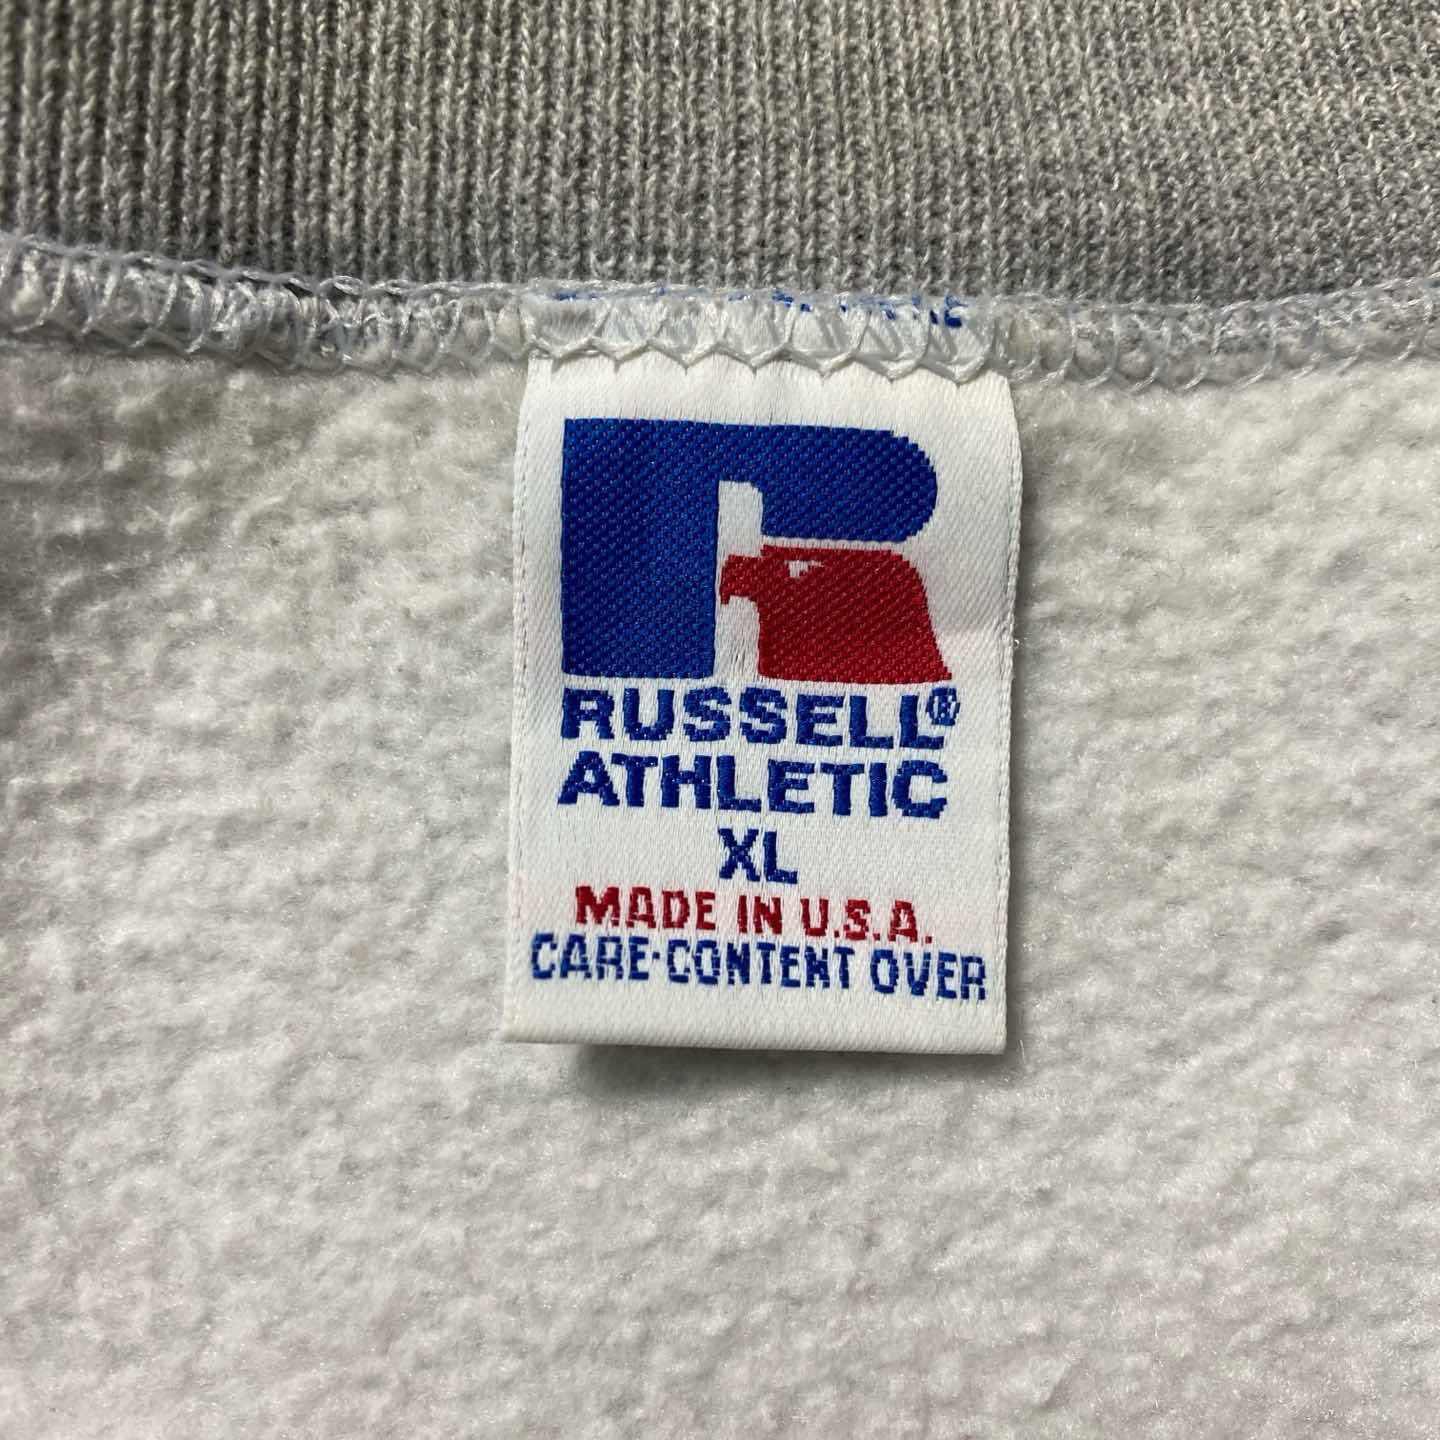 RUSSELL®
ATHLETIC
XL
MADE IN U.S.A.
CARE·CONTENT OVER